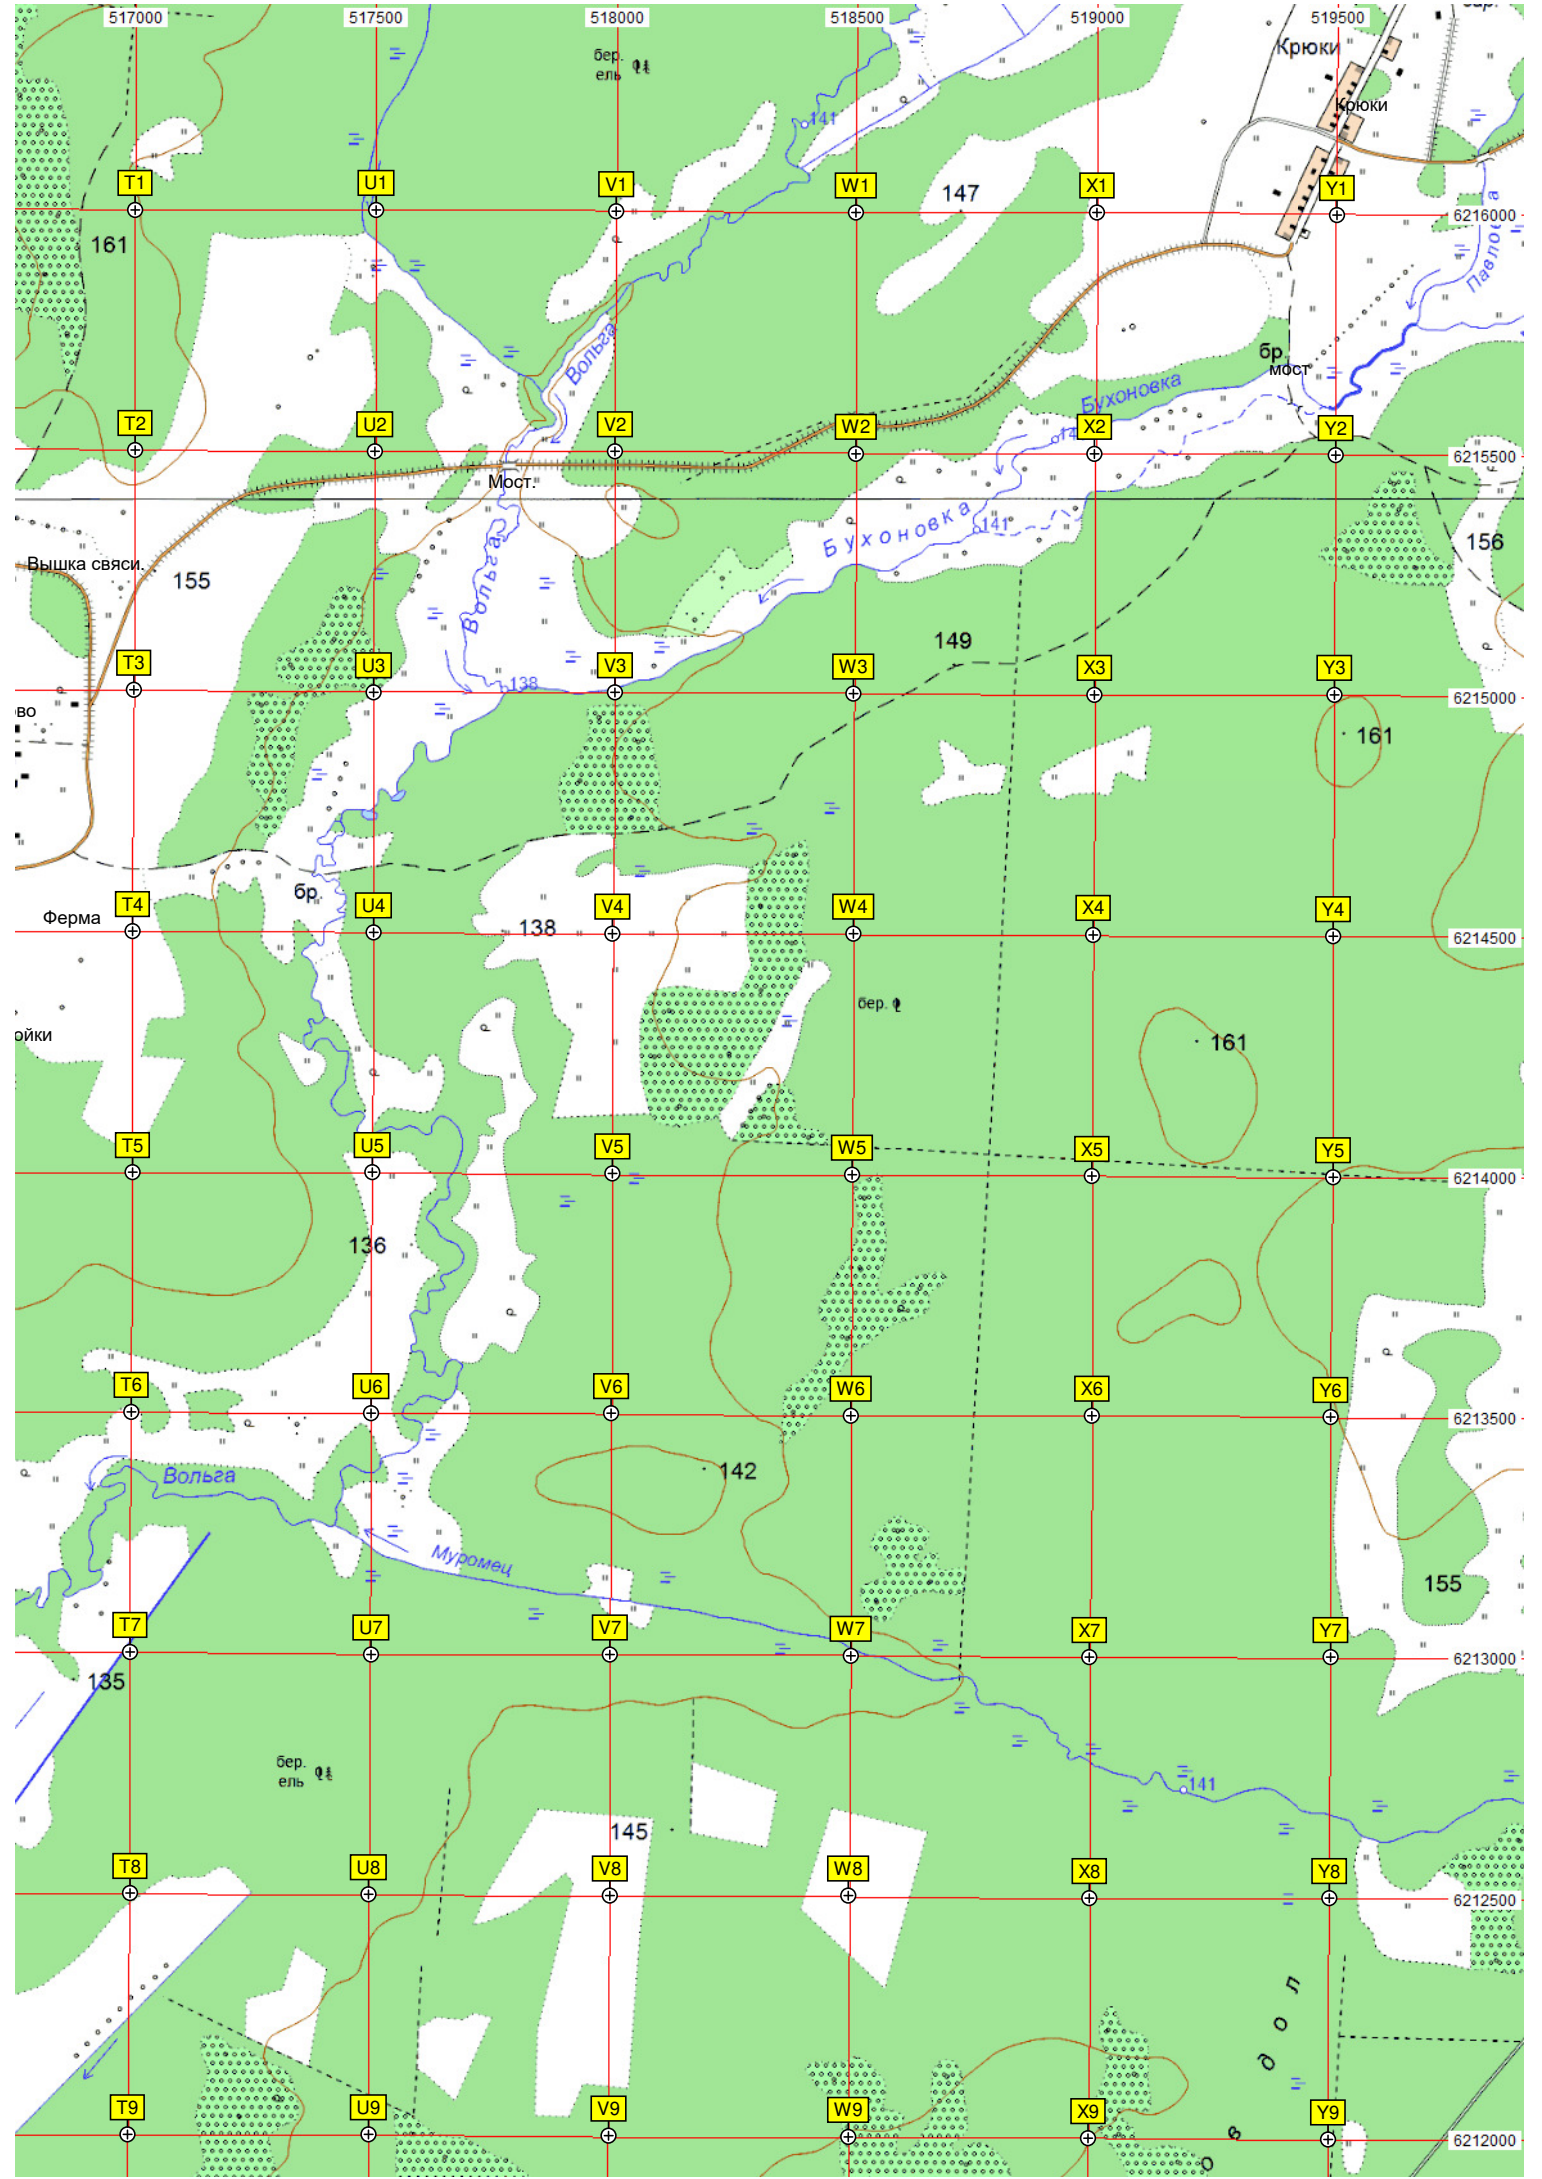 517000 517500 518000 518500 519000 519500
бер.
ель
Крюки
Крюки
141
T1 U1 V1 W1 147 X1 Y1
6216000
161
Павлов а
Вольга
бр.
мост
Бухоновка
T2 U2 V2 W2 X2 Y2
6215500
Мост.
Бухоновка
141
156
Вышка свяси.
155
Вольга
149
T3 U3 V3 W3 X3 Y3
138
6215000
во
161
бр.
T4 U4 V4 W4 X4 Y4
Ферма
138
6214500
бер.
ойки
161
T5 U5 V5 W5 X5 Y5
6214000
136
T6 U6 V6 W6 X6 Y6
6213500
Вольга
142
Муромец
155
T7 U7 V7 W7 X7 Y7
6213000
135
бер.
ель
141
145
T8 U8 V8 W8 X8 Y8
6212500
о в д о л
T9 U9 V9 W9 X9 Y9
6212000